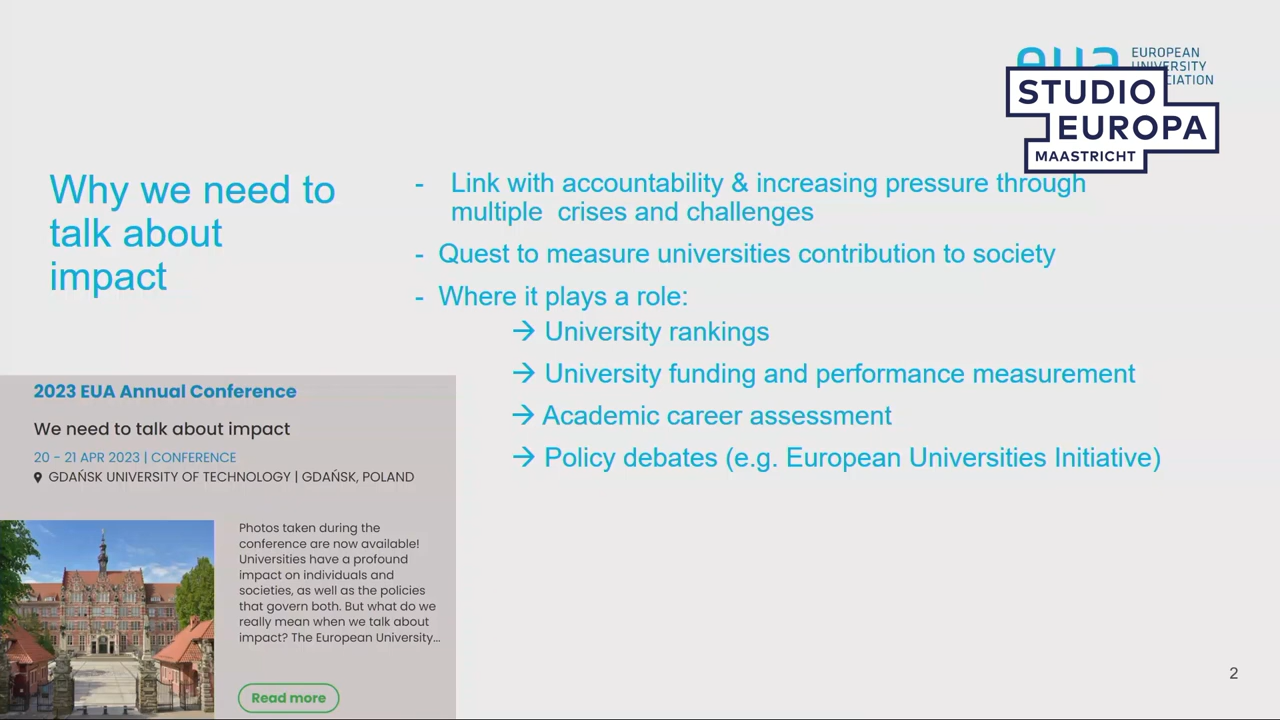 EUROPEAN
STUDIO
EUROPA
MAASTRICHT
Why we need to
talk about
impact
- Link with accountability & increasing pressure through
multiple crises and challenges
- Quest to measure universities contribution to society
- Where it plays a role:
→ University rankings
→ University funding and performance measurement
→ Academic career assessment
→ Policy debates (e.g. European Universities Initiative)
2023 EUA Annual Conference
We need to talk about impact
20 – 21 APR 2023 | CONFERENCE
GDAŃSK UNIVERSITY OF TECHNOLOGY | GDAŃSK, POLAND
Photos taken during the
conference are now available!
Universities have a profound
impact on individuals and
societies, as well as the policies
that govern both. But what do we
really mean when we talk about
impact? The European University...
Read more
2